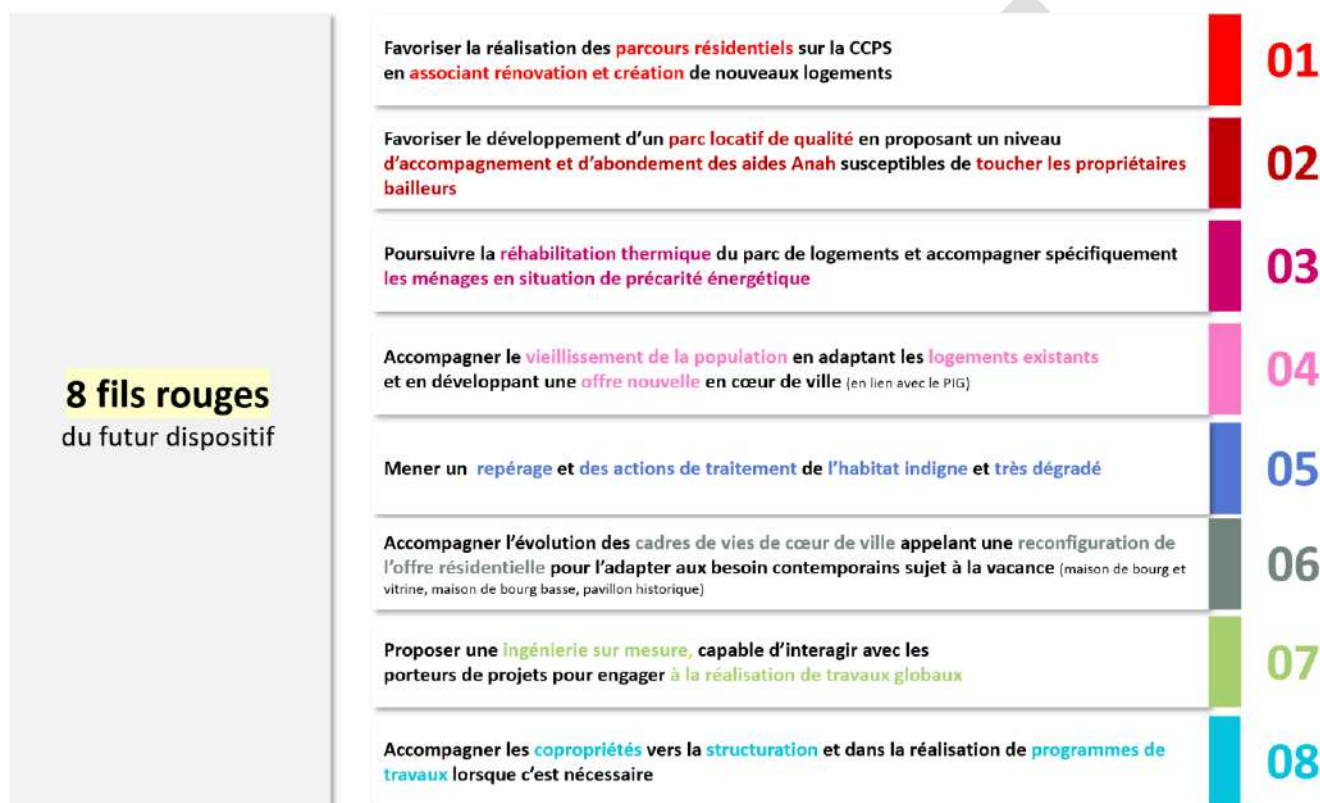 8 fils rouges
du futur dispositif
Favoriser la réalisation des parcours résidentiels sur la CCPS
en associant rénovation et création de nouveaux logements
01
Favoriser le développement d'un parc locatif de qualité en proposant un niveau
d'accompagnement et d'abondement des aides Anah susceptibles de toucher les propriétaires
bailleurs
02
Poursuivre la réhabilitation thermique du parc de logements et accompagner spécifiquement
les ménages en situation de précarité énergétique
03
Accompagner le vieillissement de la population en adaptant les logements existants
et en développant une offre nouvelle en cœur de ville (en lien avec le PIG)
04
Mener un repérage et des actions de traitement de l'habitat indigne et très dégradé
05
Accompagner l'évolution des cadres de vies de cœur de ville appelant une reconfiguration de
l'offre résidentielle pour l'adapter aux besoin contemporains sujet à la vacance (maison de bourg et
vitrine, maison de bourg basse, pavillon historique)
06
Proposer une ingénierie sur mesure, capable d'interagir avec les
porteurs de projets pour engager à la réalisation de travaux globaux
07
Accompagner les copropriétés vers la structuration et dans la réalisation de programmes de
travaux lorsque c'est nécessaire
08